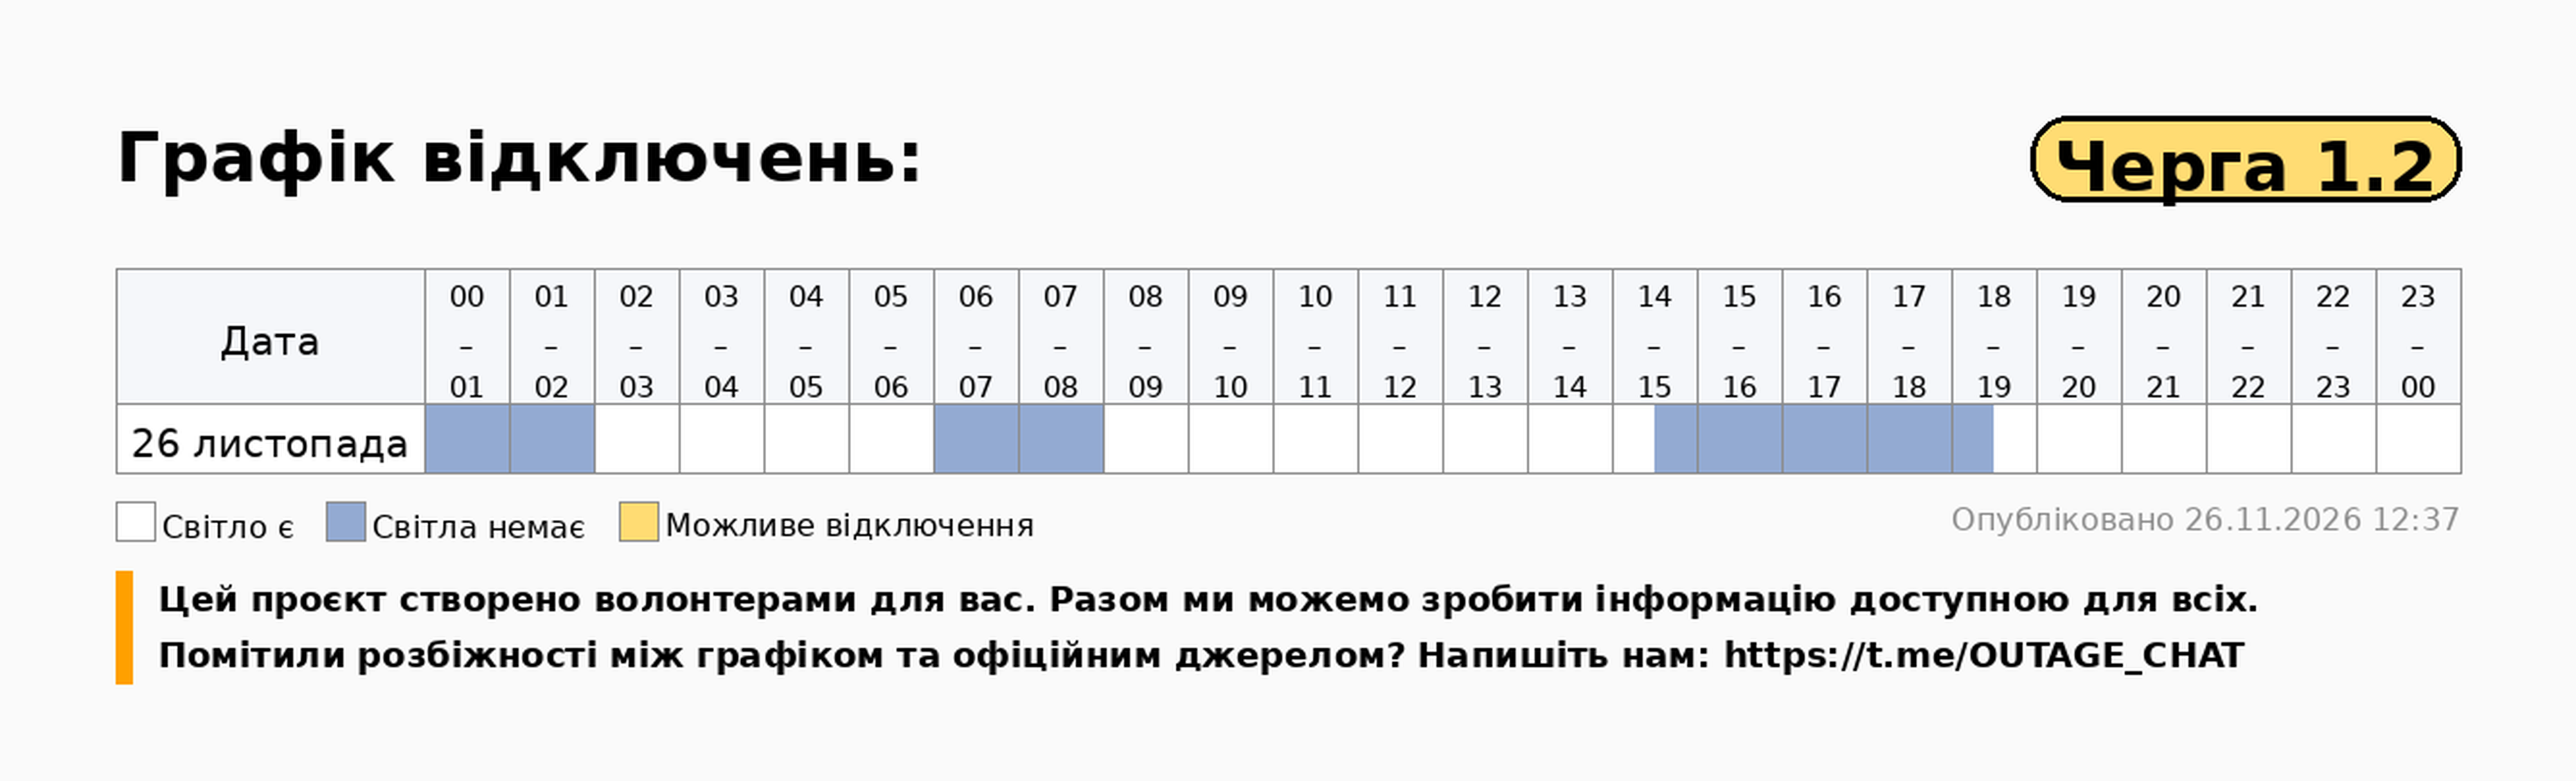 Графік відключень:
Черга 1.2
Дата
00 – 01
01 – 02
02 – 03
03 – 04
04 – 05
05 – 06
06 – 07
07 – 08
08 – 09
09 – 10
10 – 11
11 – 12
12 – 13
13 – 14
14 – 15
15 – 16
16 – 17
17 – 18
18 – 19
19 – 20
20 – 21
21 – 22
22 – 23
23 – 00
26 листопада
Світло є
Світла немає
Можливе відключення
Опубліковано 26.11.2026 12:37
Цей проєкт створено волонтерами для вас. Разом ми можемо зробити інформацію доступною для всіх.
Помітили розбіжності між графіком та офіційним джерелом? Напишіть нам: https://t.me/OUTAGE_CHAT